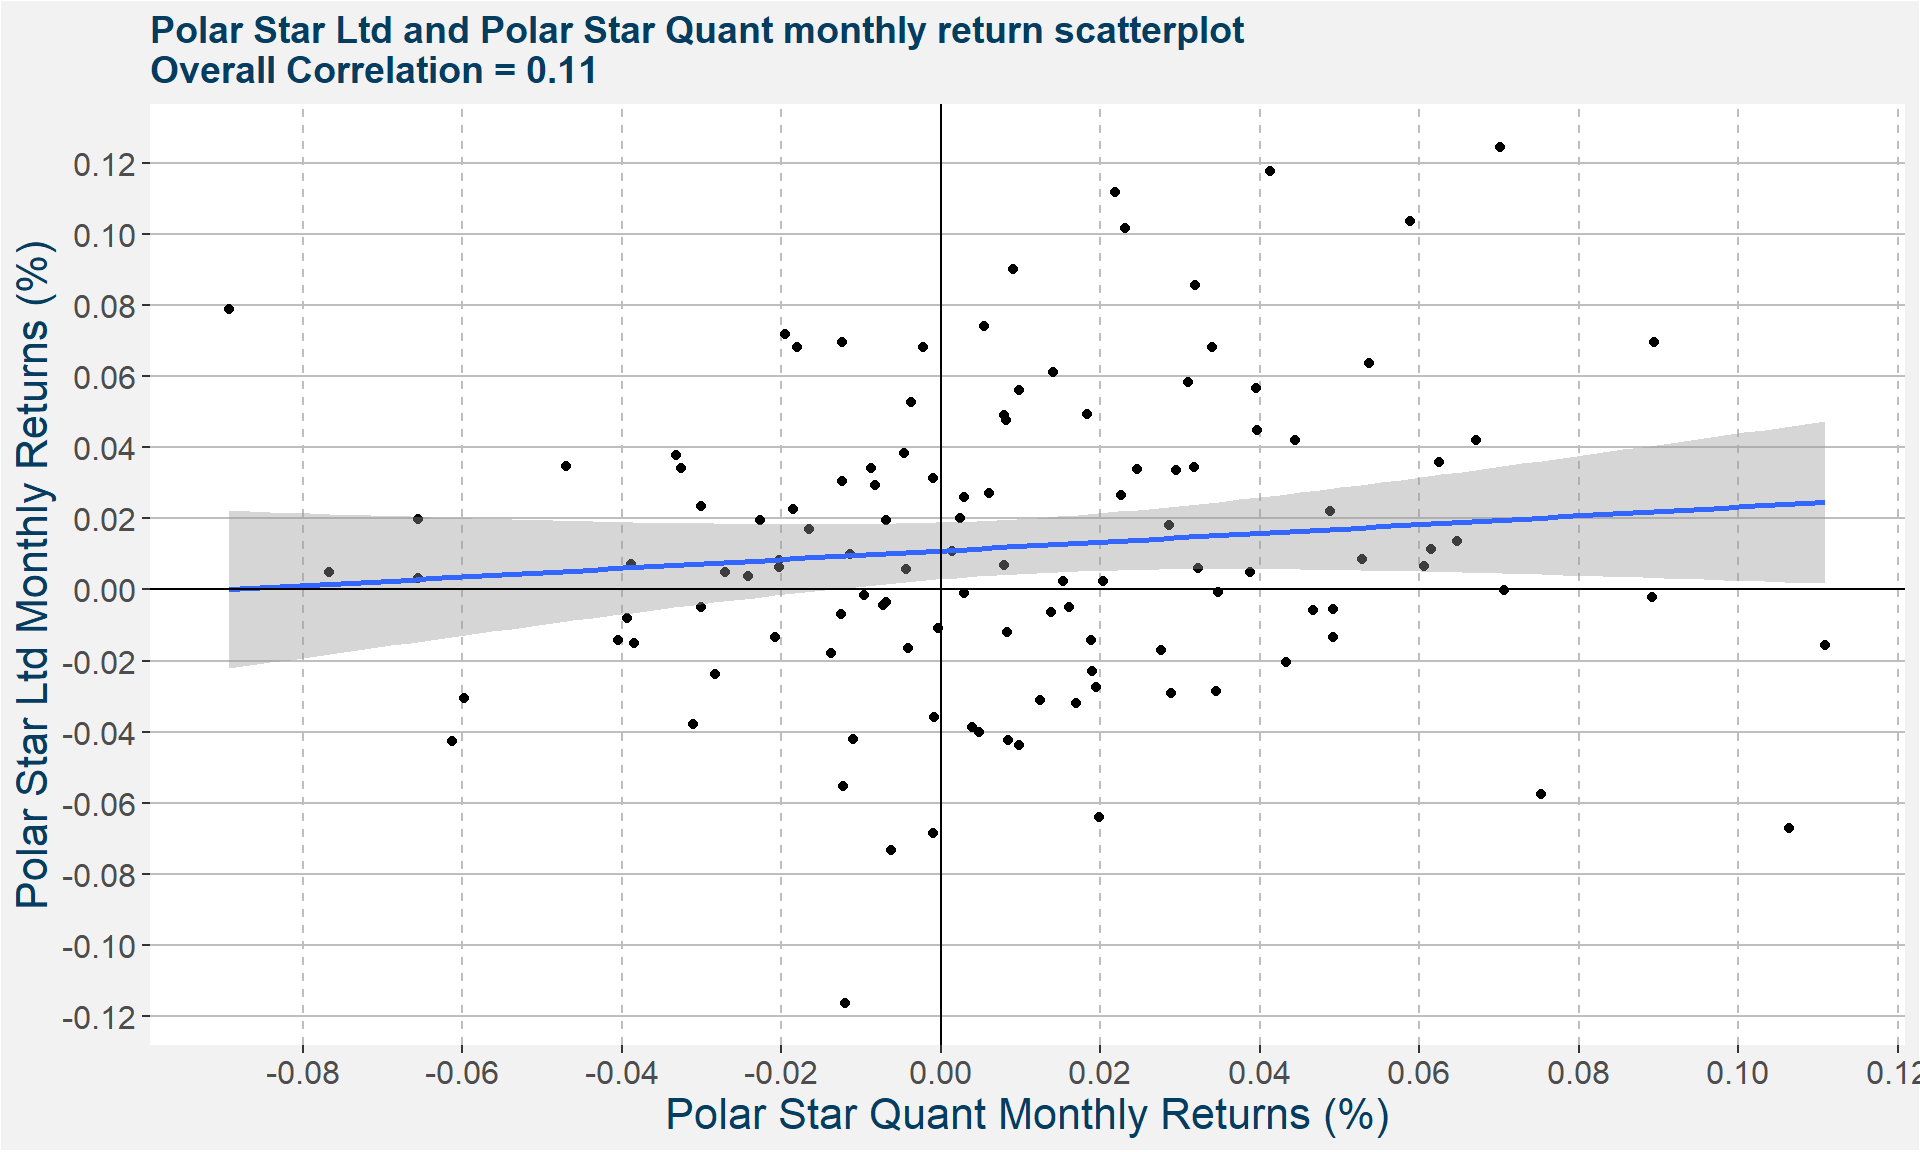 Polar Star Ltd and Polar Star Quant monthly return scatterplot
Overall Correlation = 0.11
Polar Star Ltd Monthly Returns (%)
0.12
0.10
0.08
0.06
0.04
0.02
0.00
-0.02
-0.04
-0.06
-0.08
-0.10
-0.12
-0.08 -0.06 -0.04 -0.02 0.00 0.02 0.04 0.06 0.08 0.10 0.12
Polar Star Quant Monthly Returns (%)